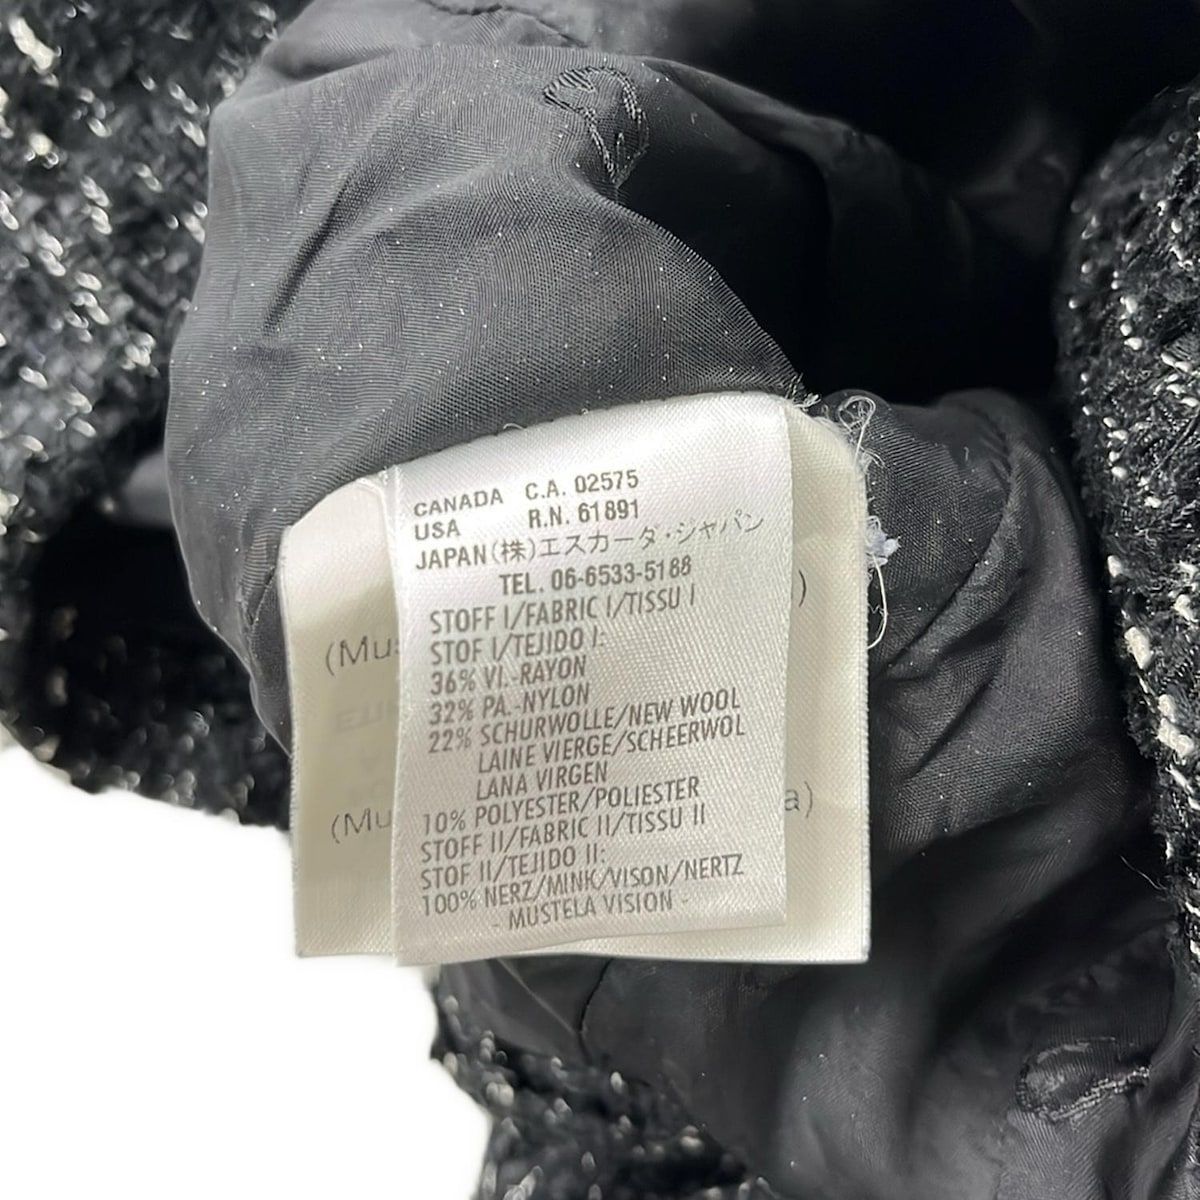 CANADA C.A. 02575
USA R.N. 61891
JAPAN (株)エスカーダ・ジャパン
TEL. 06-6533-5188
STOFF I/FABRIC I/TISSU I
STOF I/TEJIDO I:
36% VI.-RAYON
32% PA.-NYLON
22% SCHURWOLLE/NEW WOOL
LAINE VIERGE/SCHEERWOL
LANA VIRGEN
10% POLYESTER/POLIESTER
STOFF II/FABRIC II/TISSU II
STOF II/TEJIDO II:
100% NERZ/MINK/VISON/NERTZ
- MUSTELA VISION -